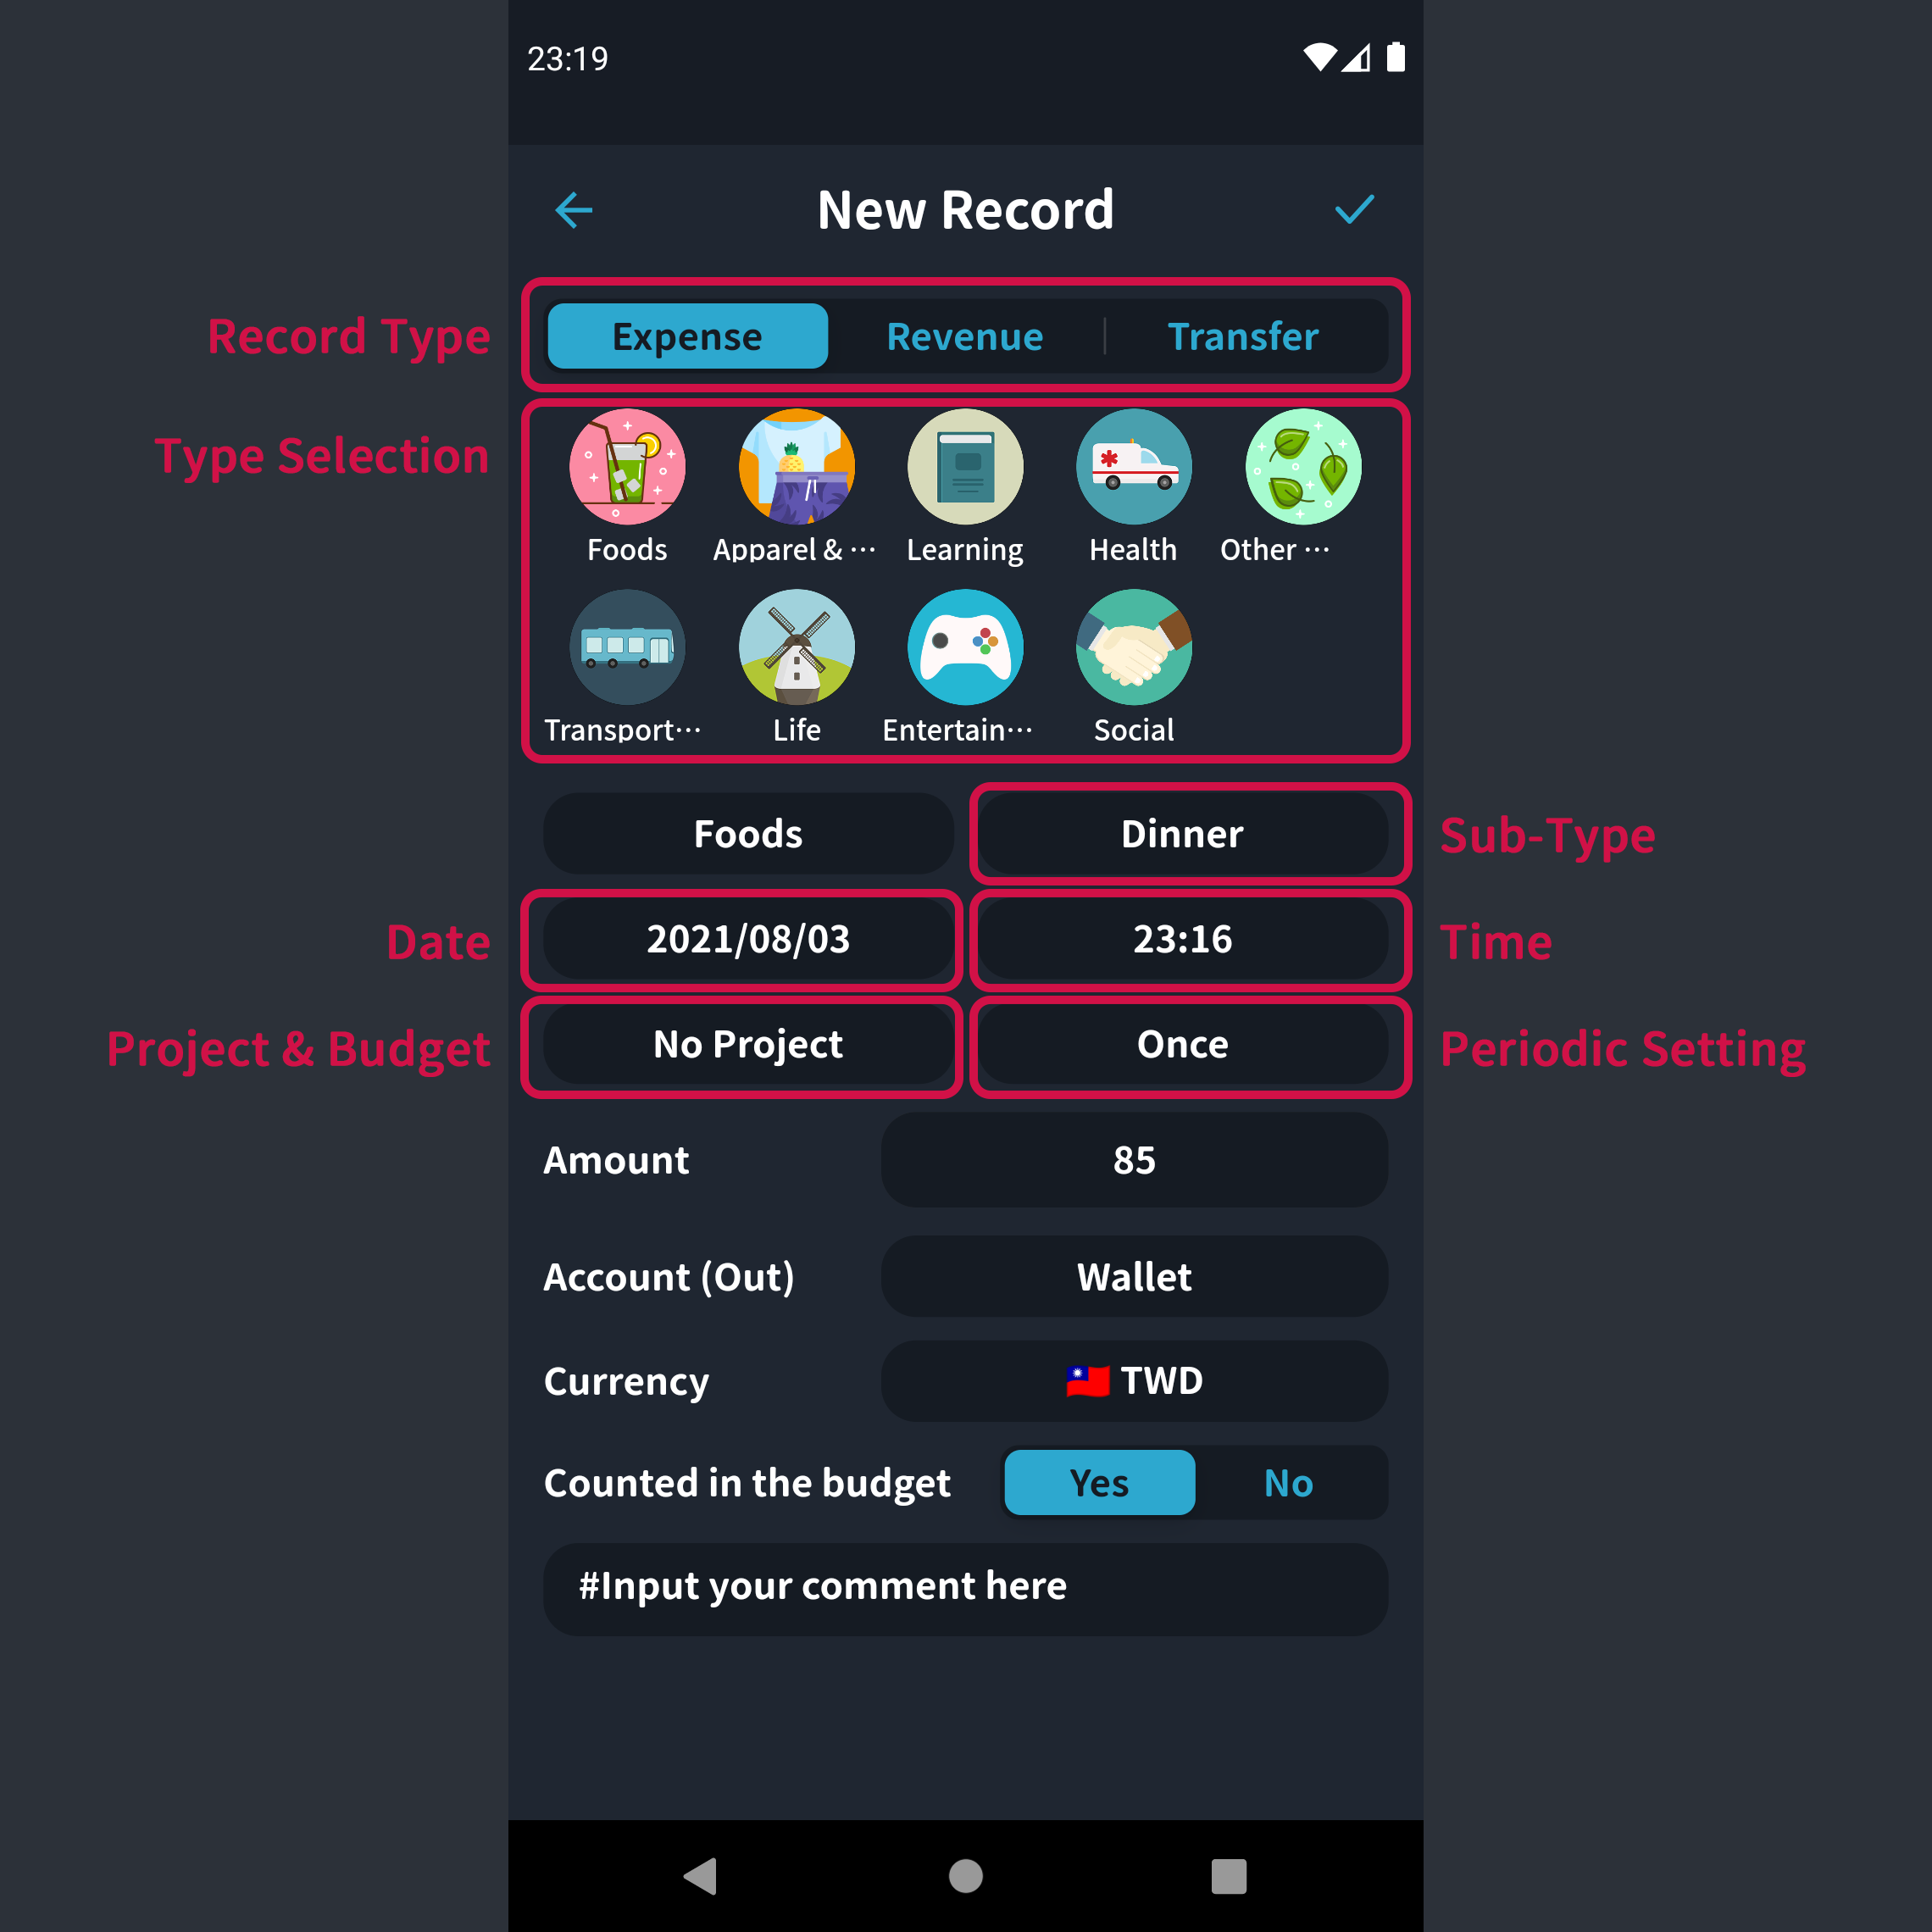 23:19
New Record
Record Type
Expense
Revenue
Transfer
Type Selection
Foods
Apparel & ···
Learning
Health
Other ···
Transport···
Life
Entertain···
Social
Foods
Dinner
Sub-Type
Date
2021/08/03
23:16
Time
Project & Budget
No Project
Once
Periodic Setting
Amount
85
Account (Out)
Wallet
Currency
🇹🇼 TWD
Counted in the budget
Yes
No
#Input your comment here